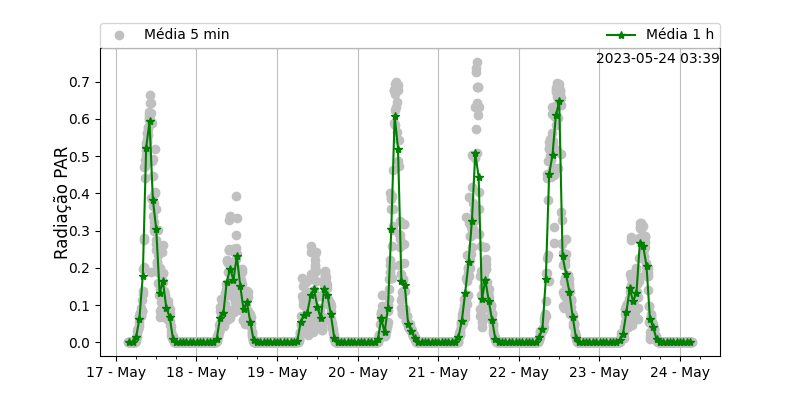 Média 5 min
Média 1 h
2023-05-24 03:39
Radiação PAR
0.7
0.6
0.5
0.4
0.3
0.2
0.1
0.0
17 - May
18 - May
19 - May
20 - May
21 - May
22 - May
23 - May
24 - May